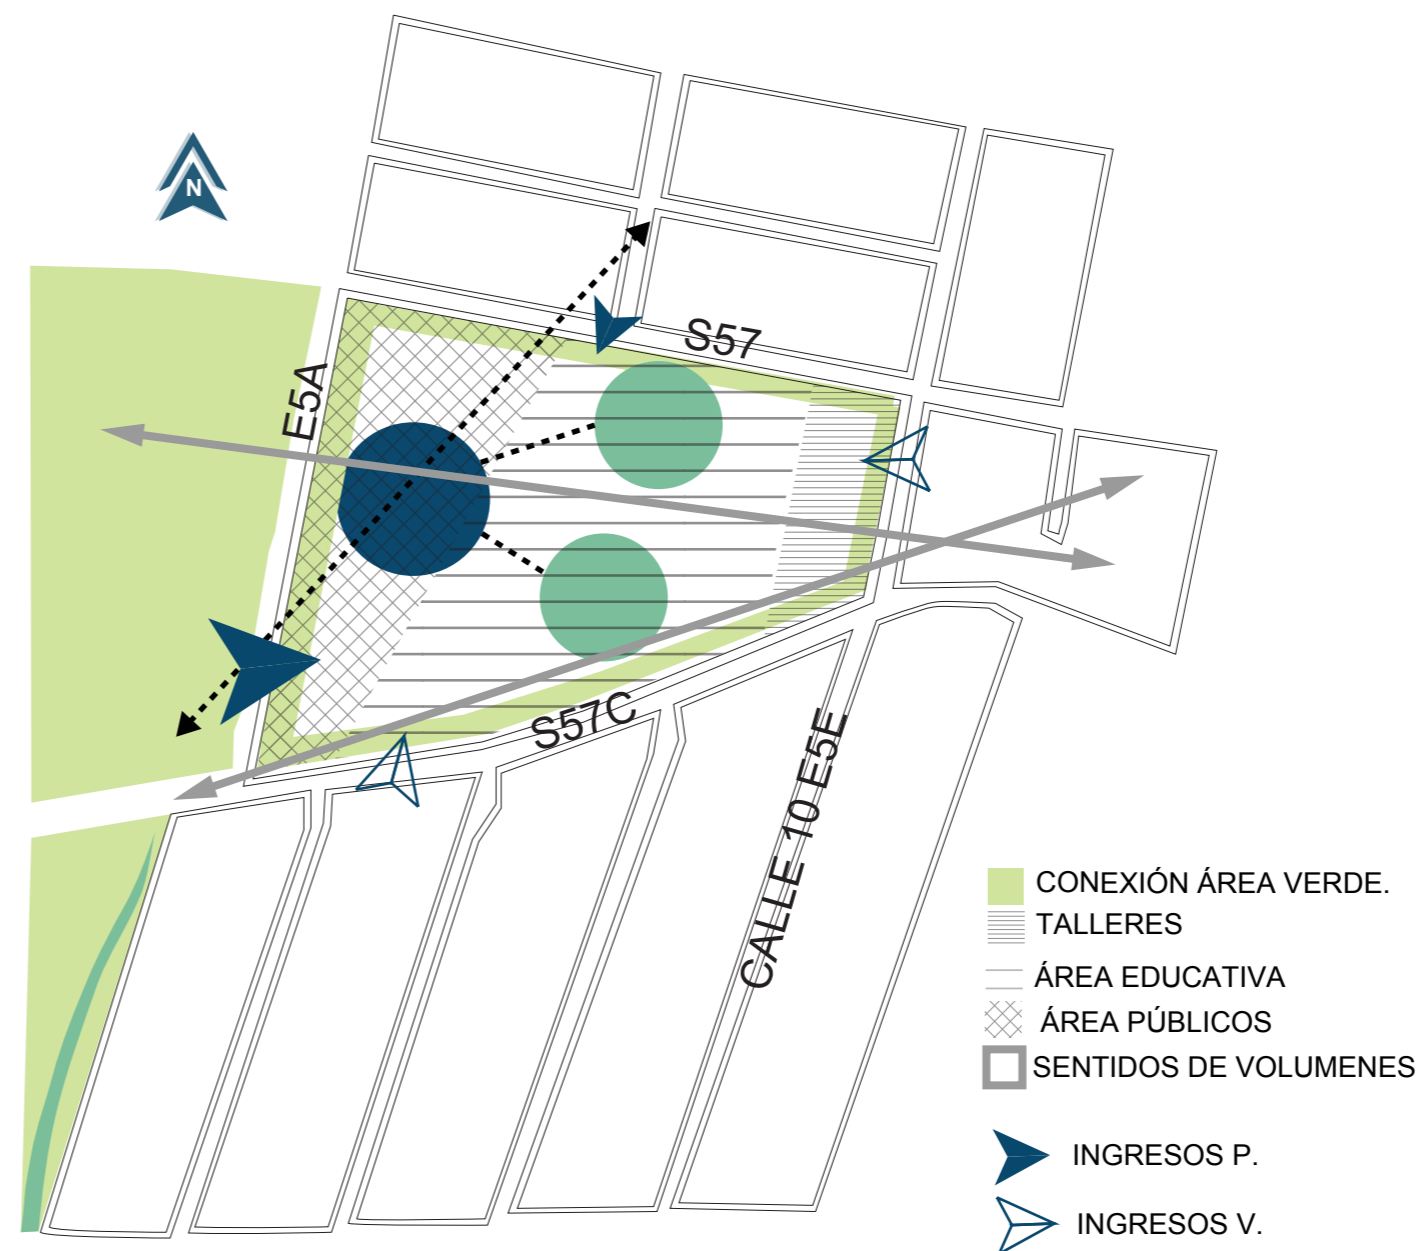 N
S57
E5A
S57C
CALLE 10 E5E
CONEXIÓN ÁREA VERDE.
TALLERES
ÁREA EDUCATIVA
ÁREA PÚBLICOS
SENTIDOS DE VOLUMENES
INGRESOS P.
INGRESOS V.